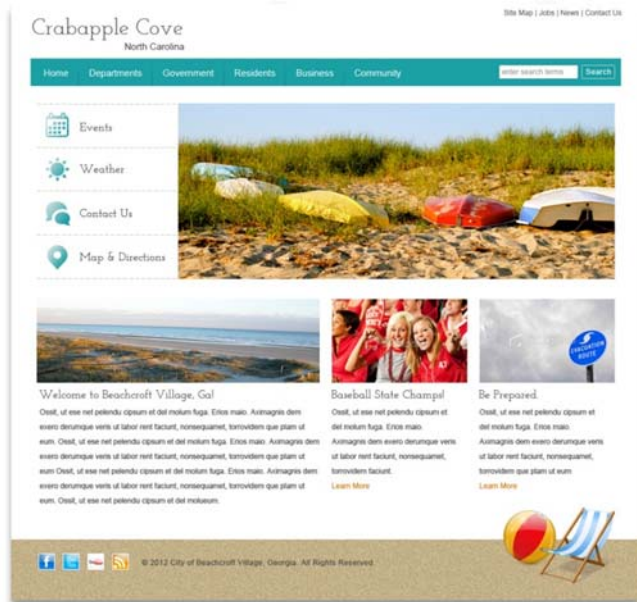 Site Map | Jobs | News | Contact Us
Crabapple Cove
North Carolina
Home Departments Government Residents Business Community enter search terms Search
Events
Weather
Contact Us
Map & Directions
EVACUATION
ROUTE
Welcome to Beachcroft Village, Ga!
Ossit, ut ese net pelendu cipsum et del molum fuga. Erios maio. Aximagnis dem
exero derumque veris ut labor rent faciunt, nonsequamet, torrovidem que plam ut
eum. Ossit, ut ese net pelendu cipsum et del molum fuga. Erios maio. Aximagnis dem
exero derumque veris ut labor rent faciunt, nonsequamet, torrovidem que plam ut
eum Ossit, ut ese net pelendu cipsum et del molum fuga. Erios maio. Aximagnis dem
exero derumque veris ut labor rent faciunt, nonsequamet, torrovidem que plam ut
eum. Ossit, ut ese net pelendu cipsum et del molueum.
Baseball State Champs!
Ossit, ut ese net pelendu cipsum et
del molum fuga. Erios maio.
Aximagnis dem exero derumque veris
ut labor rent faciunt, nonsequamet,
torrovidem faciunt.
Learn More
Be Prepared.
Ossit, ut ese net pelendu cipsum et
del molum fuga. Erios maio.
Aximagnis dem exero derumque veris
ut labor rent faciunt, nonsequamet,
torrovidem que plam ut eum
Learn More
© 2012 City of Beachcroft Village, Georgia. All Rights Reserved.